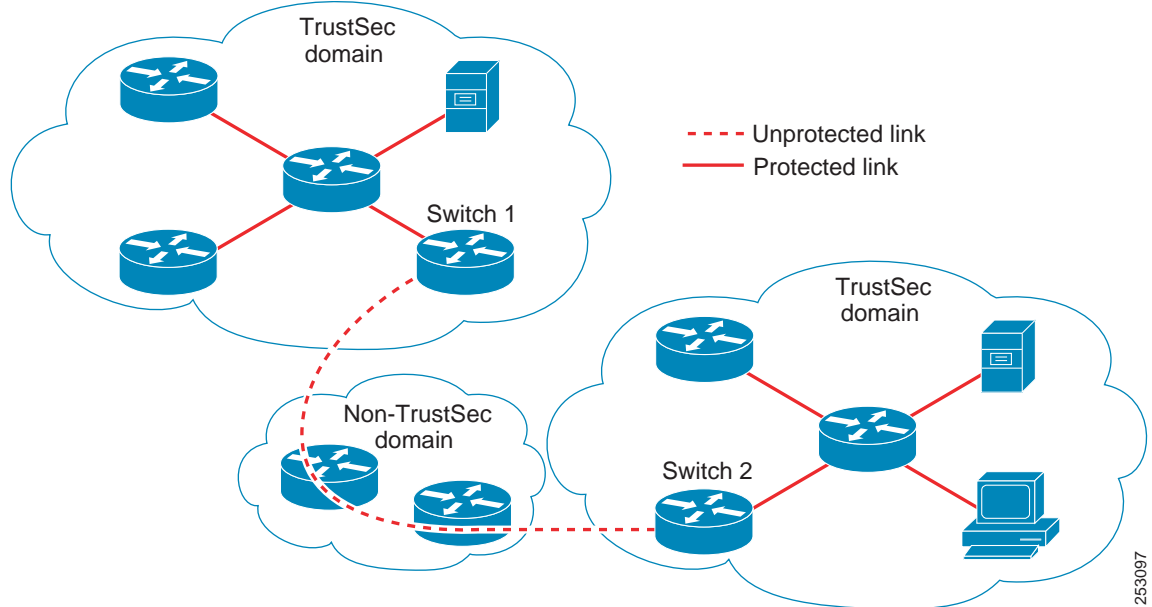 TrustSec
domain
Unprotected link
Protected link
Switch 1
TrustSec
domain
Non-TrustSec
domain
Switch 2
253097